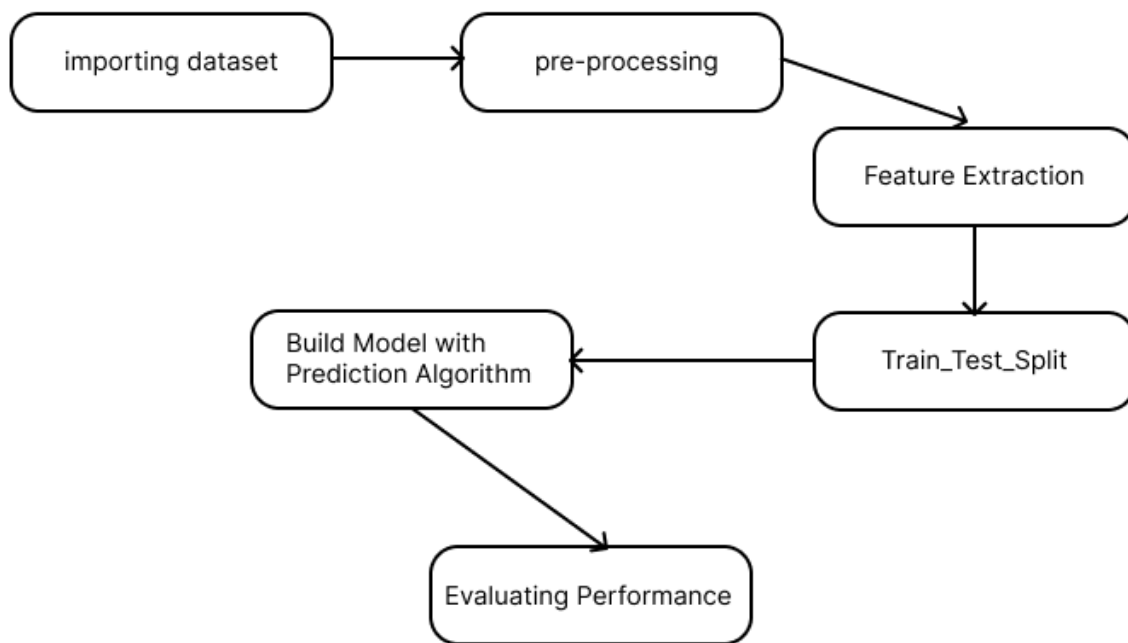 importing dataset
pre-processing
Feature Extraction
Train_Test_Split
Build Model with
Prediction Algorithm
Evaluating Performance